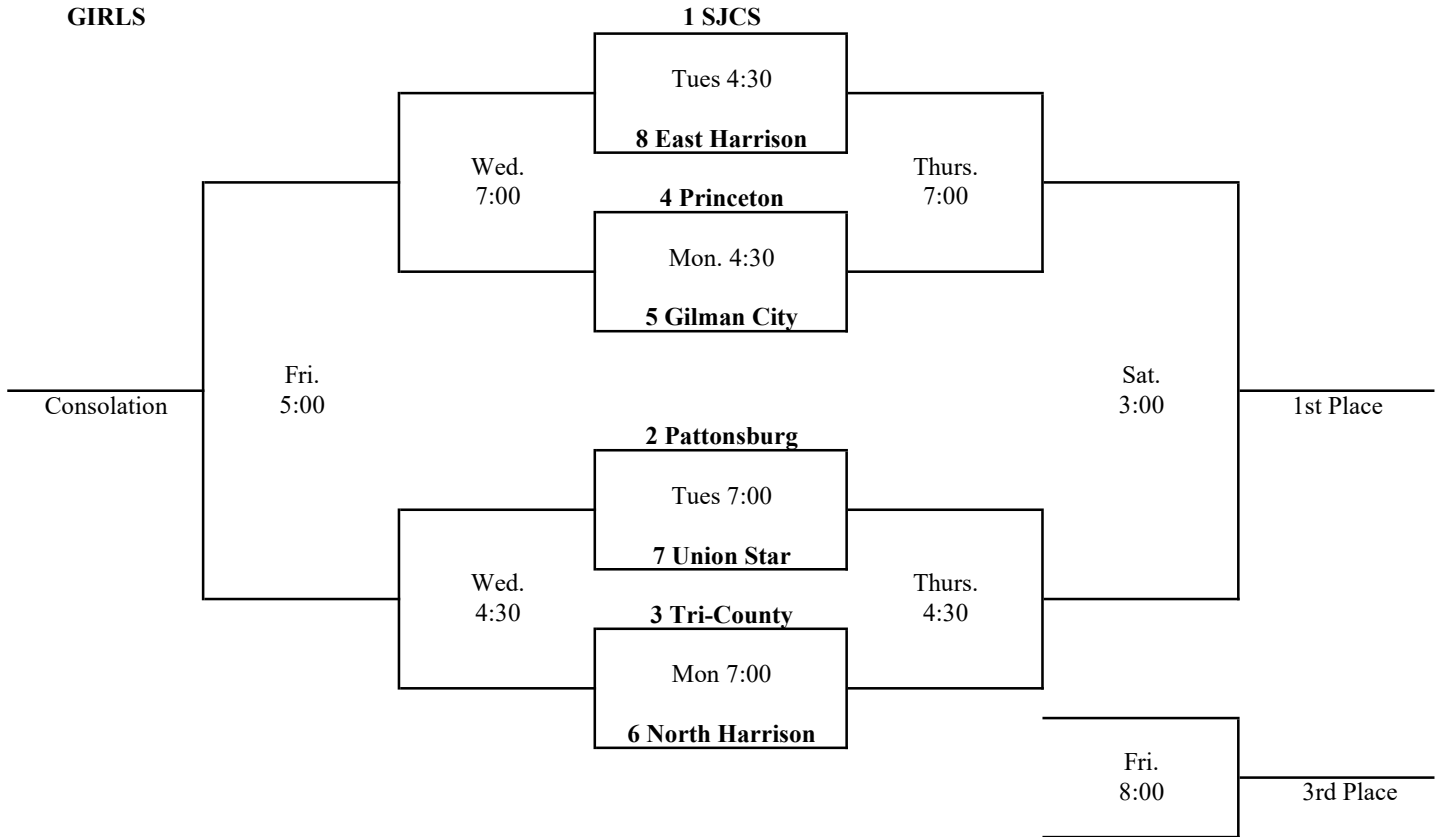 GIRLS
1 SJCS
Tues 4:30
8 East Harrison
Wed.
7:00
Thurs.
7:00
4 Princeton
Mon. 4:30
5 Gilman City
Fri.
5:00
Consolation
Sat.
3:00
1st Place
2 Pattonsburg
Tues 7:00
7 Union Star
Wed.
4:30
Thurs.
4:30
3 Tri-County
Mon 7:00
6 North Harrison
Fri.
8:00
3rd Place